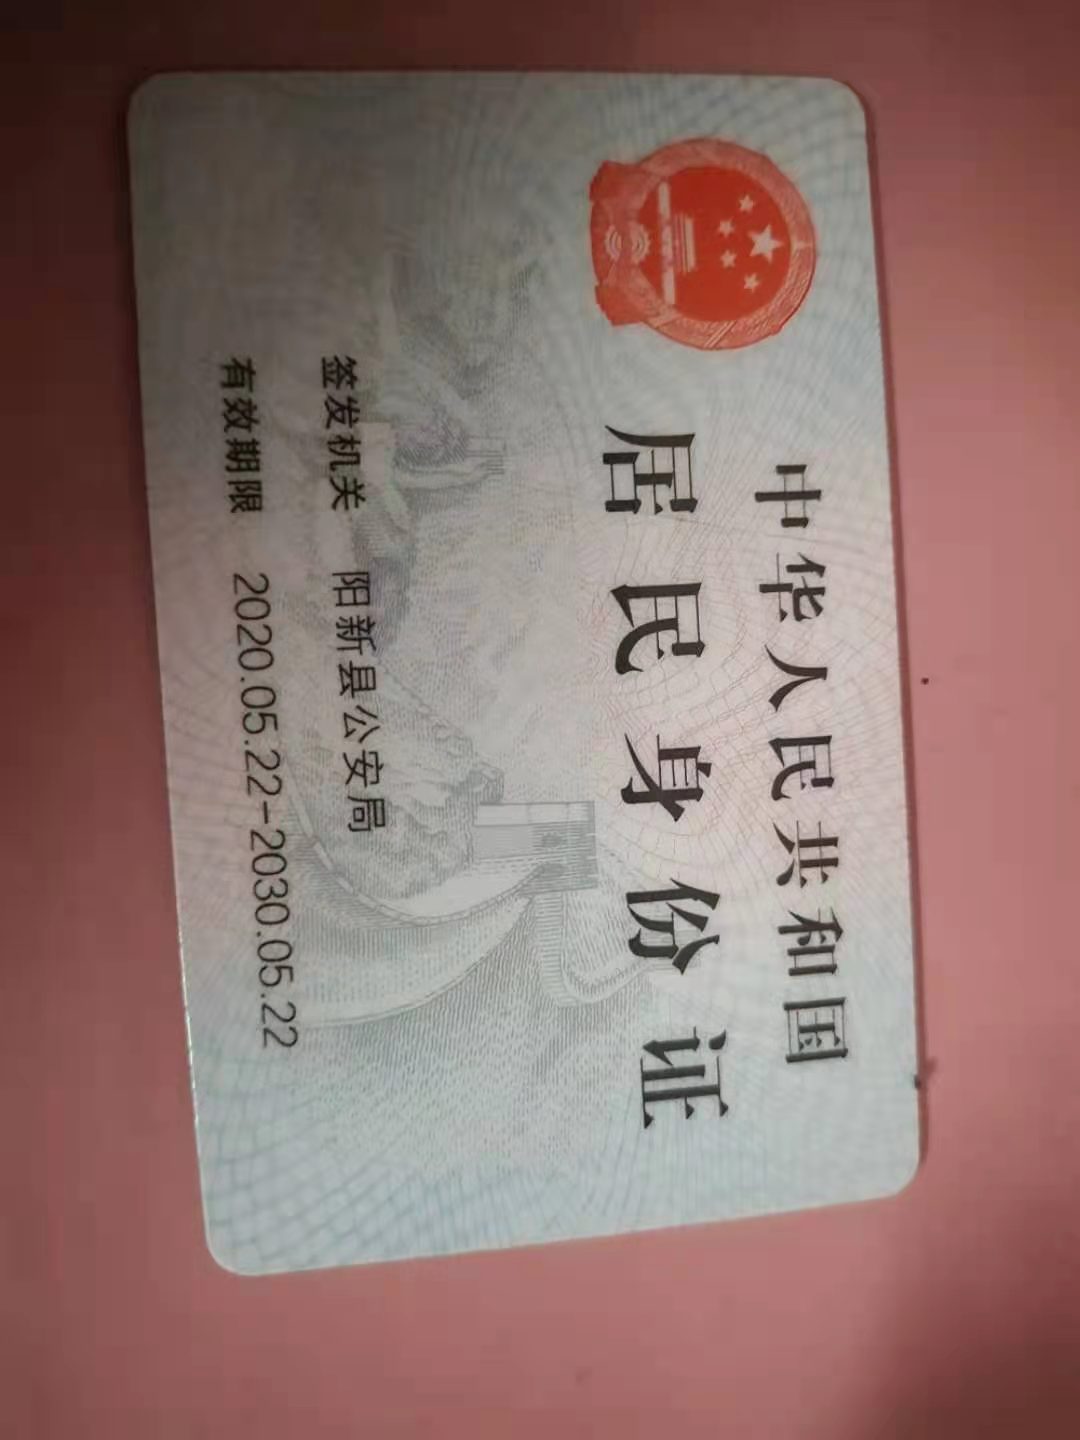 中华人民共和国
居民身份证
签发机关 阳新县公安局
有效期限 2020.05.22-2030.05.22